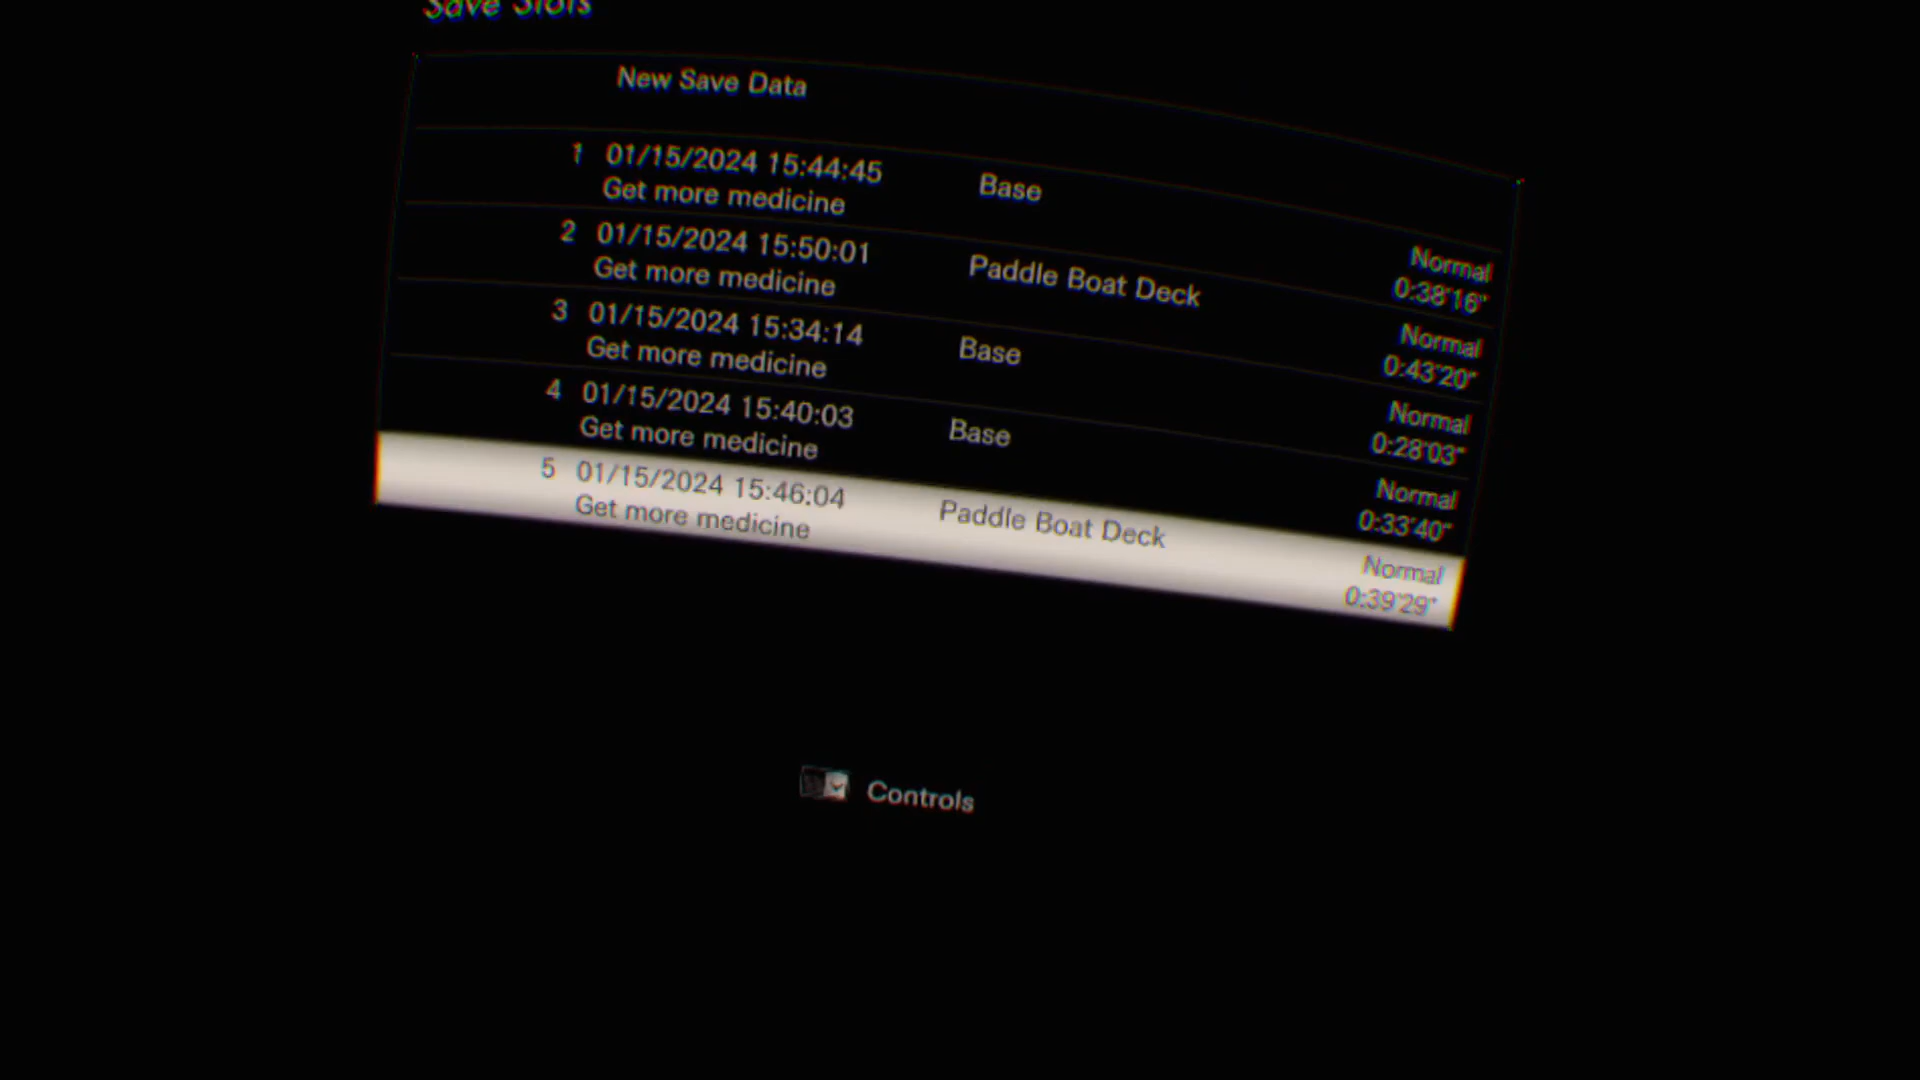 Save Slots
New Save Data
1 01/15/2024 15:44:45 Base Normal
Get more medicine 0:38'16"
2 01/15/2024 15:50:01 Paddle Boat Deck Normal
Get more medicine 0:43'20"
3 01/15/2024 15:34:14 Base Normal
Get more medicine 0:28'03"
4 01/15/2024 15:40:03 Base Normal
Get more medicine 0:33'40"
5 01/15/2024 15:46:04 Paddle Boat Deck Normal
Get more medicine 0:39'29"
Controls